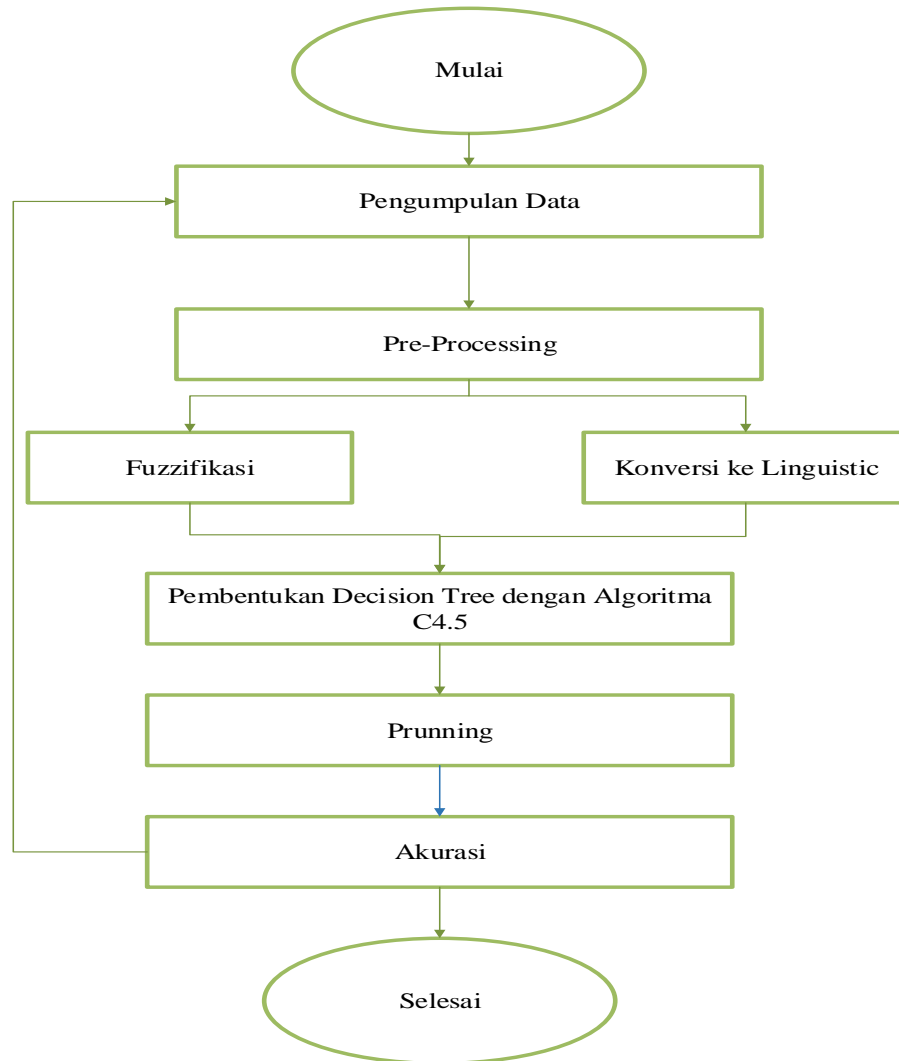 Mulai
Pengumpulan Data
Pre-Processing
Fuzzifikasi
Konversi ke Linguistic
Pembentukan Decision Tree dengan Algoritma
C4.5
Prunning
Akurasi
Selesai